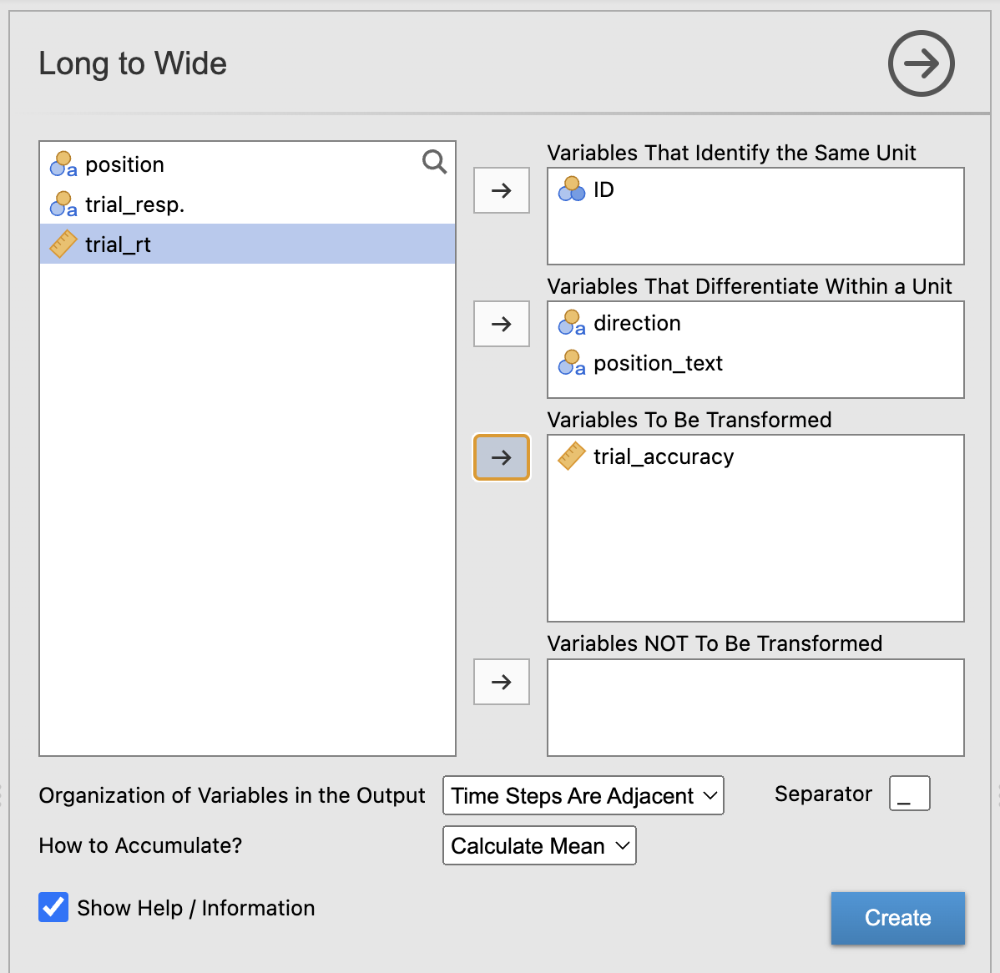 Long to Wide
position
trial_resp.
trial_rt
Variables That Identify the Same Unit
ID
Variables That Differentiate Within a Unit
direction
position_text
Variables To Be Transformed
trial_accuracy
Variables NOT To Be Transformed
Organization of Variables in the Output Time Steps Are Adjacent Separator _
How to Accumulate? Calculate Mean
Show Help / Information
Create